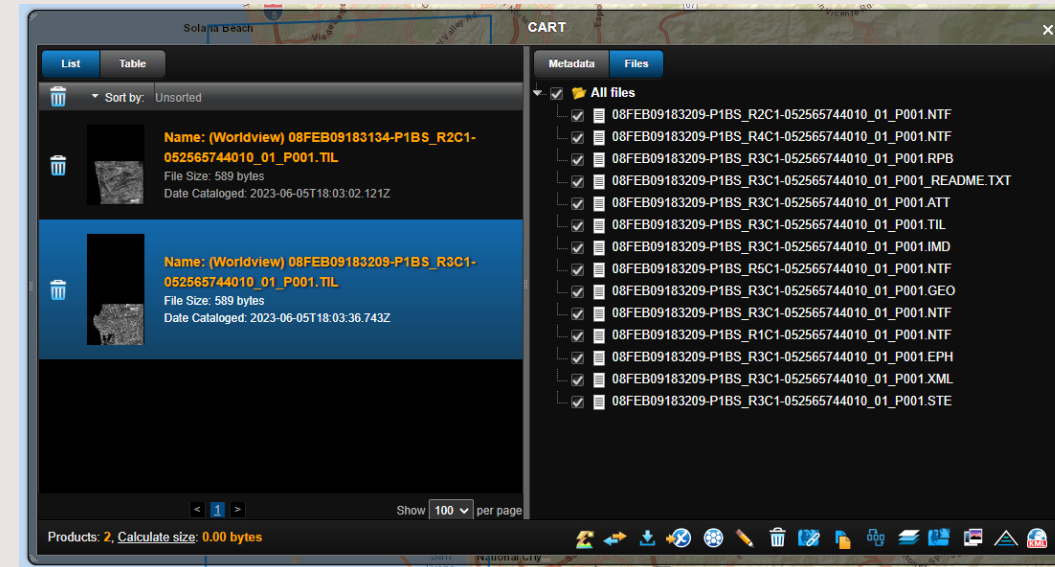 Solana Beach
CART
List Table
Sort by: Unsorted
Name: (Worldview) 08FEB09183134-P1BS_R2C1-
052565744010_01_P001.TIL
File Size: 589 bytes
Date Cataloged: 2023-06-05T18:03:02.121Z
Name: (Worldview) 08FEB09183209-P1BS_R3C1-
052565744010_01_P001.TIL
File Size: 589 bytes
Date Cataloged: 2023-06-05T18:03:36.743Z
< 1 >
Show 100 per page
Metadata Files
All files
08FEB09183209-P1BS_R2C1-052565744010_01_P001.NTF
08FEB09183209-P1BS_R4C1-052565744010_01_P001.NTF
08FEB09183209-P1BS_R3C1-052565744010_01_P001.RPB
08FEB09183209-P1BS_R3C1-052565744010_01_P001_README.TXT
08FEB09183209-P1BS_R3C1-052565744010_01_P001.ATT
08FEB09183209-P1BS_R3C1-052565744010_01_P001.TIL
08FEB09183209-P1BS_R3C1-052565744010_01_P001.IMD
08FEB09183209-P1BS_R5C1-052565744010_01_P001.NTF
08FEB09183209-P1BS_R3C1-052565744010_01_P001.GEO
08FEB09183209-P1BS_R3C1-052565744010_01_P001.NTF
08FEB09183209-P1BS_R1C1-052565744010_01_P001.NTF
08FEB09183209-P1BS_R3C1-052565744010_01_P001.EPH
08FEB09183209-P1BS_R3C1-052565744010_01_P001.XML
08FEB09183209-P1BS_R3C1-052565744010_01_P001.STE
Products: 2, Calculate size: 0.00 bytes
KML
National City